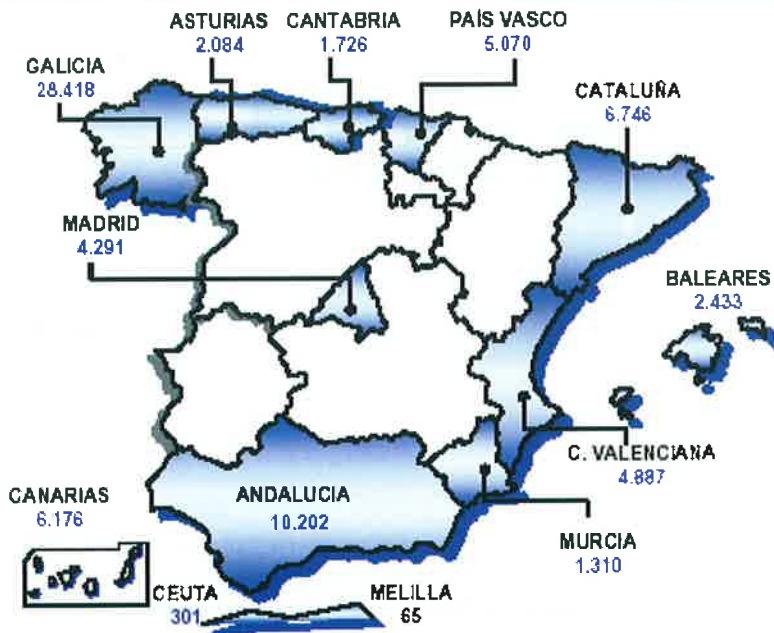 ASTURIAS
2.084
CANTABRIA
1.726
PAÍS VASCO
5.070
GALICIA
28.418
CATALUÑA
6.746
MADRID
4.291
BALEARES
2.433
C. VALENCIANA
4.887
CANARIAS
6.176
ANDALUCIA
10.202
MURCIA
1.310
CEUTA
301
MELILLA
65